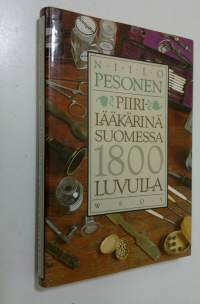 NIILO
PESONEN
PIIRI
LÄÄKÄRINÄ
SUOMESSA
1800
LUVULLA
WSOY